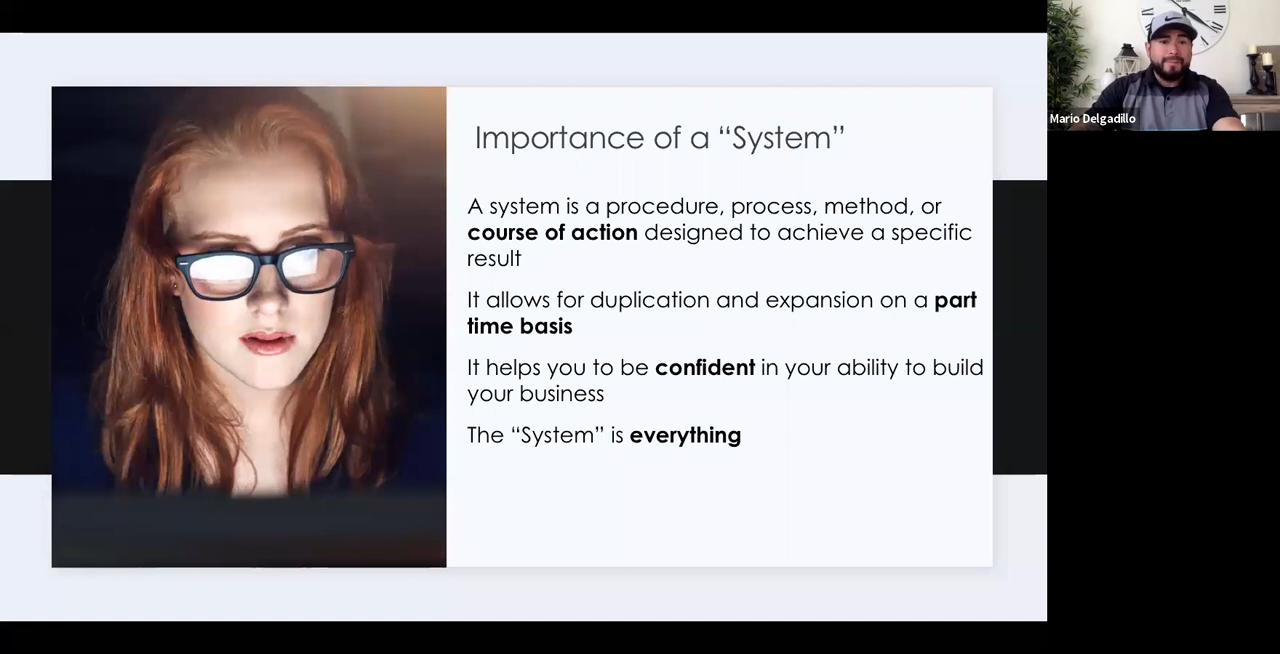 Importance of a “System”
A system is a procedure, process, method, or
course of action designed to achieve a specific
result
It allows for duplication and expansion on a part
time basis
It helps you to be confident in your ability to build
your business
The “System” is everything
Mario Delgadillo